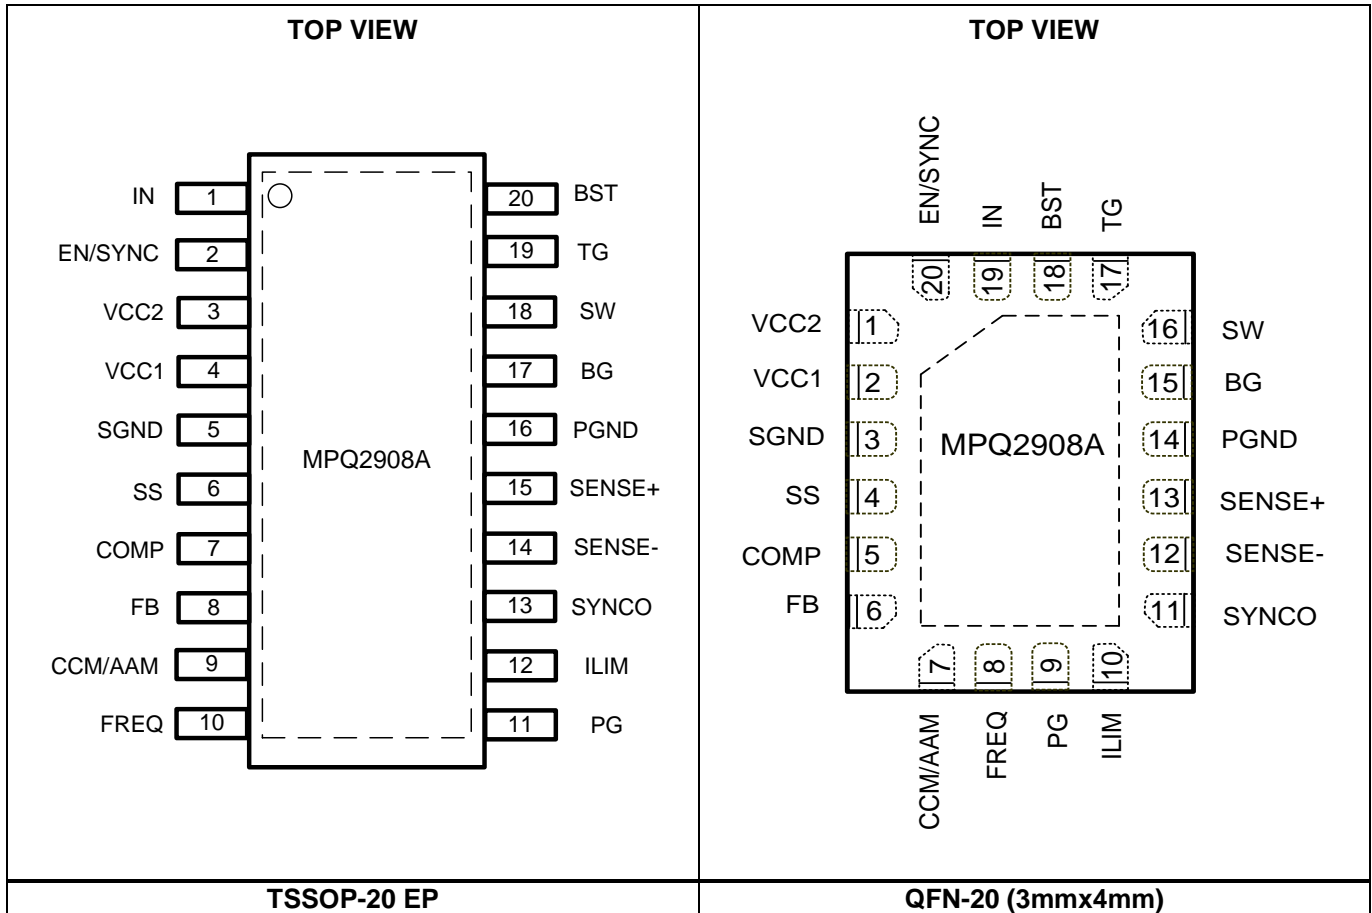 TOP VIEW
IN 1
EN/SYNC 2
VCC2 3
VCC1 4
SGND 5
SS 6
COMP 7
FB 8
CCM/AAM 9
FREQ 10
MPQ2908A
20 BST
19 TG
18 SW
17 BG
16 PGND
15 SENSE+
14 SENSE-
13 SYNCO
12 ILIM
11 PG
TSSOP-20 EP
TOP VIEW
EN/SYNC
IN
BST
TG
20
19
18
17
VCC2 1
VCC1 2
SGND 3
SS 4
COMP 5
FB 6
MPQ2908A
16 SW
15 BG
14 PGND
13 SENSE+
12 SENSE-
11 SYNCO
7
8
9
10
CCM/AAM
FREQ
PG
ILIM
QFN-20 (3mmx4mm)